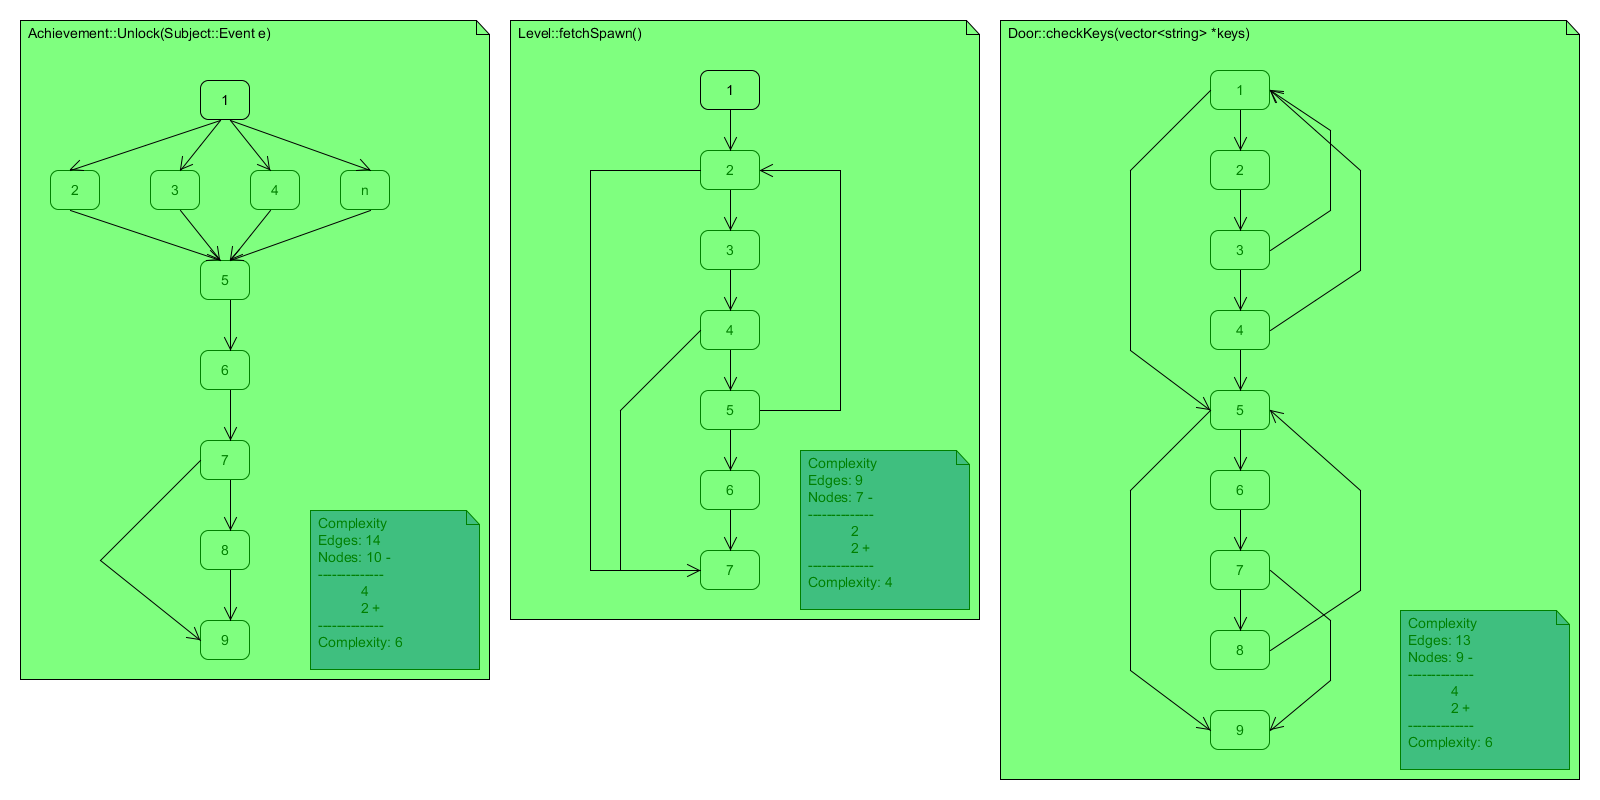 Achievement::Unlock(Subject::Event e)
1
2 3 4 n
5
6
7
8
9
Complexity
Edges: 14
Nodes: 10 -
--------------
4
2 +
--------------
Complexity: 6
Level::fetchSpawn()
1
2
3
4
5
6
7
Complexity
Edges: 9
Nodes: 7 -
--------------
2
2 +
--------------
Complexity: 4
Door::checkKeys(vector<string> *keys)
1
2
3
4
5
6
7
8
9
Complexity
Edges: 13
Nodes: 9 -
--------------
4
2 +
--------------
Complexity: 6